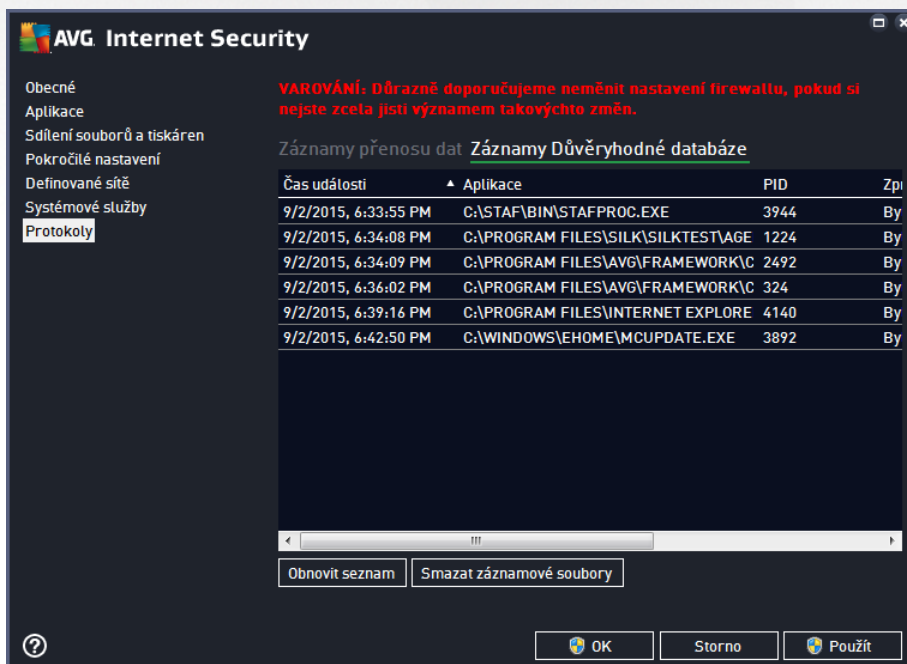 AVG Internet Security
Obecné
Aplikace
Sdílení souborů a tiskáren
Pokročilé nastavení
Definované sítě
Systémové služby
Protokoly
VAROVÁNÍ: Důrazně doporučujeme neměnit nastavení firewallu, pokud si
nejste zcela jisti významem takovýchto změn.
Záznamy přenosu dat Záznamy Důvěryhodné databáze
Čas události Aplikace PID Zpr
9/2/2015, 6:33:55 PM C:\STAF\BIN\STAFPROC.EXE 3944 By
9/2/2015, 6:34:08 PM C:\PROGRAM FILES\SILK\SILKTEST\AGE 1224 By
9/2/2015, 6:34:09 PM C:\PROGRAM FILES\AVG\FRAMEWORK\C 2492 By
9/2/2015, 6:36:02 PM C:\PROGRAM FILES\AVG\FRAMEWORK\C 324 By
9/2/2015, 6:39:16 PM C:\PROGRAM FILES\INTERNET EXPLORE 4140 By
9/2/2015, 6:42:50 PM C:\WINDOWS\EHOME\MCUPDATE.EXE 3892 By
Obnovit seznam Smazat záznamové soubory
OK Storno Použít